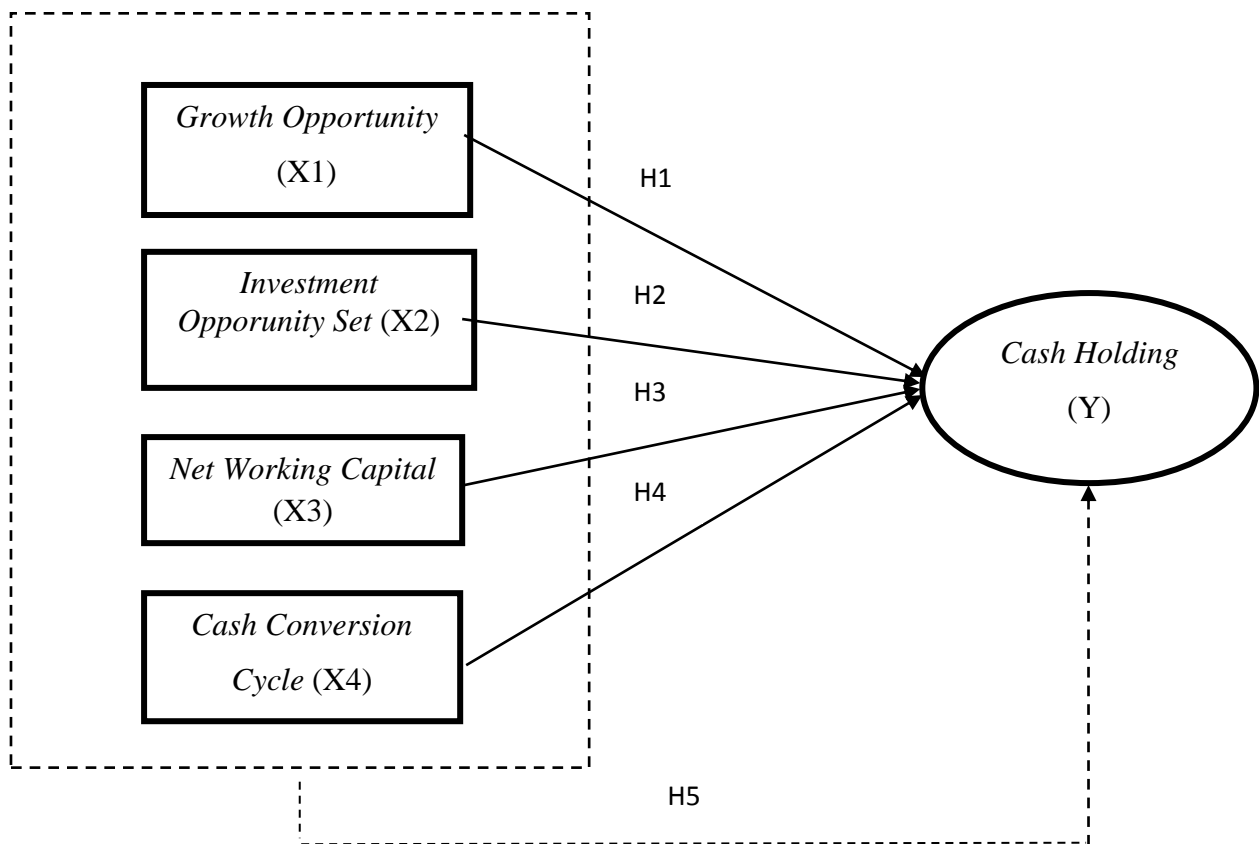 Growth Opportunity
(X1)
H1
Investment
Opporunity Set (X2)
H2
Cash Holding
(Y)
H3
Net Working Capital
(X3)
H4
Cash Conversion
Cycle (X4)
H5